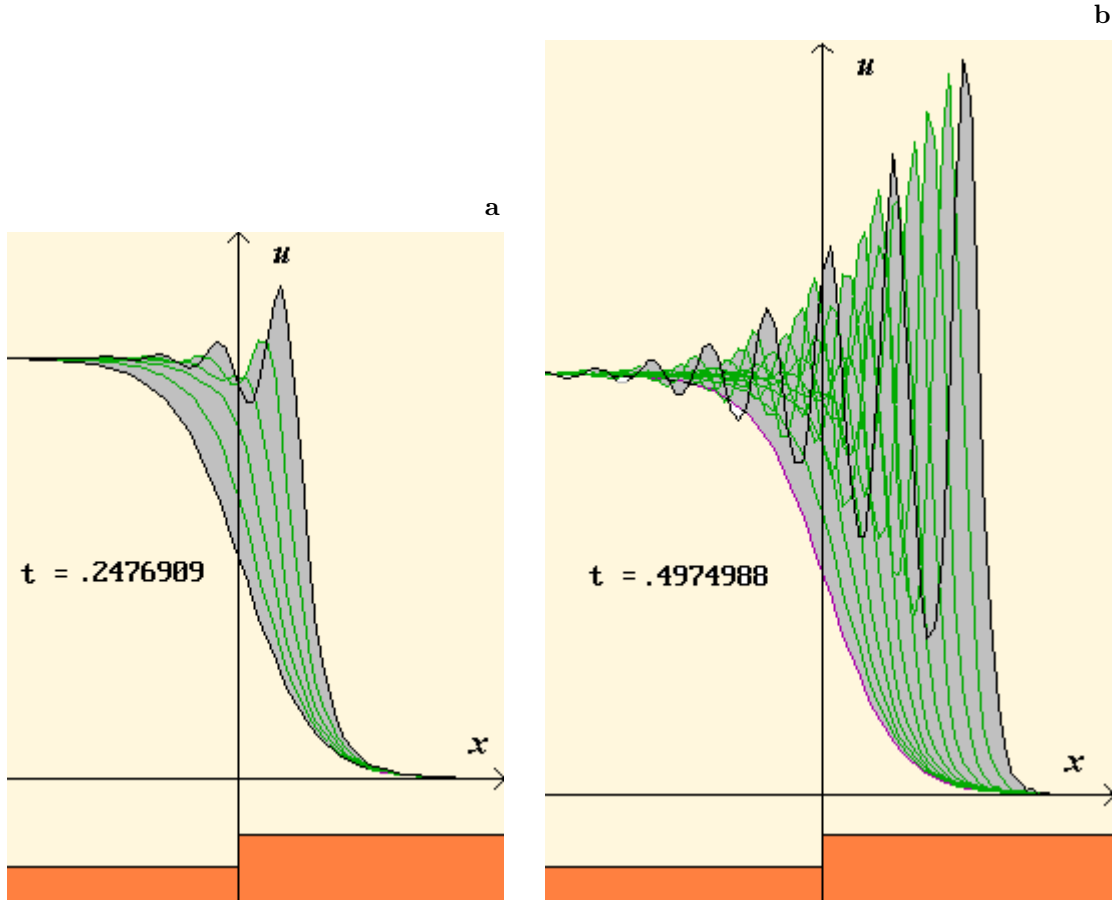 a
u
t = .2476909
x
b
u
t = .4974988
x